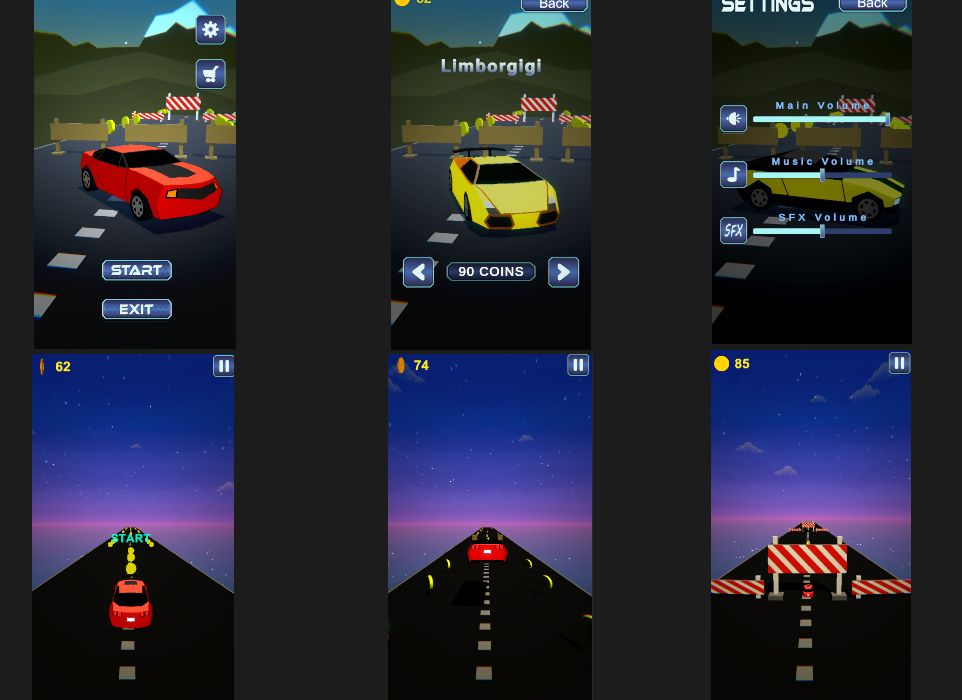 START
EXIT
62
Back
Limborgigi
90 COINS
SETTINGS
Back
Main Volume
Music Volume
SFX Volume
SFX
62
START
74
85